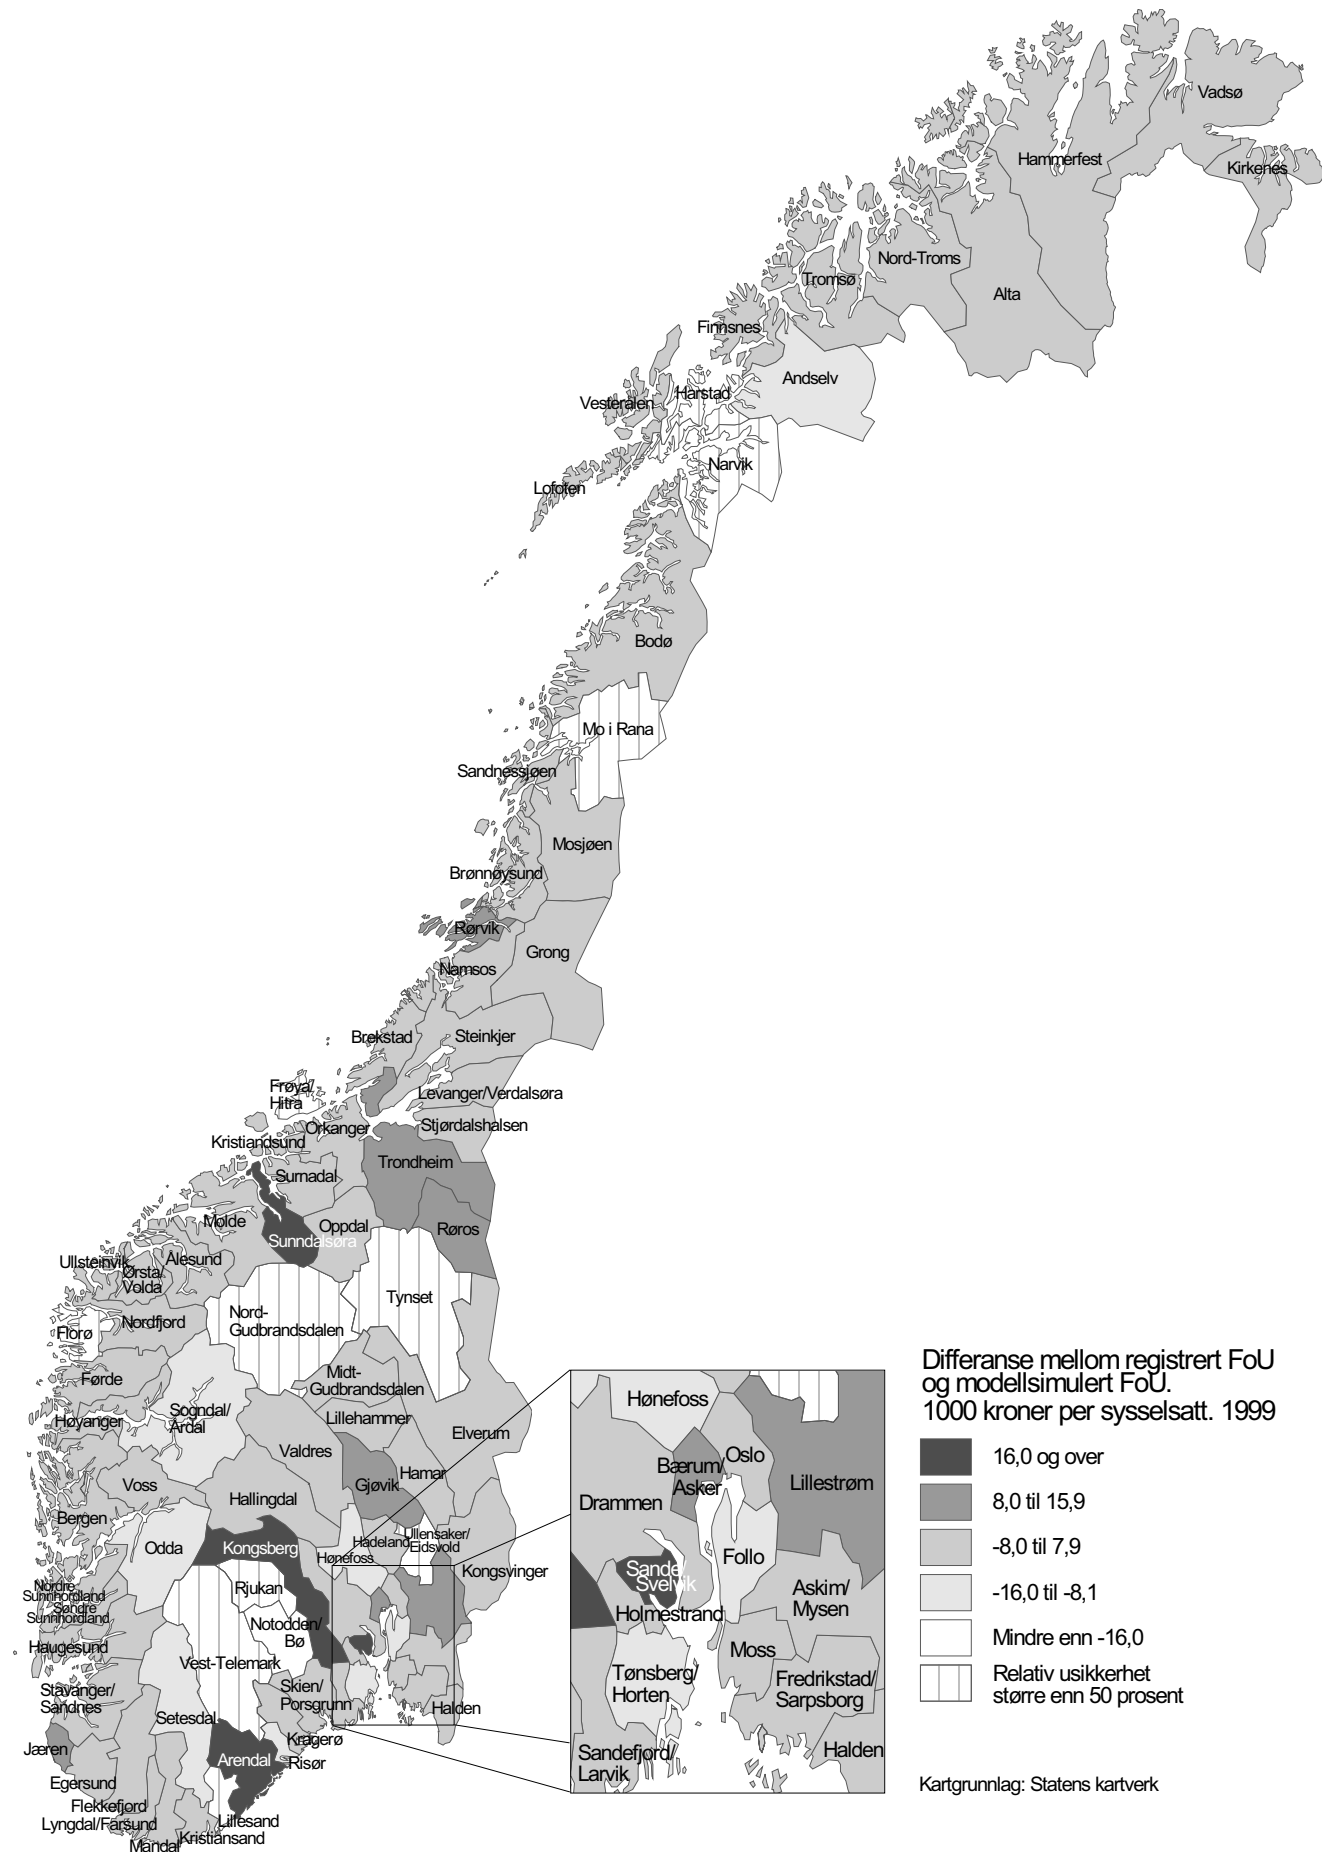 Vadsø
Hammerfest
Kirkenes
Nord-Troms
Tromsø
Alta
Finnsnes
Andselv
Harstad
Vesterålen
Narvik
Lofoten
Bodø
Mo i Rana
Sandnessjøen
Mosjøen
Brønnøysund
Rørvik
Grong
Namsos
Brekstad
Steinkjer
Frøya/
Hitra
Levanger/Verdalsøra
Orkanger
Stjørdalshalsen
Kristiandsund
Trondheim
Surnadal
Molde
Oppdal
Røros
Sunndalsøra
Ullsteinvik
Ålesund
Ørsta/
Volda
Tynset
Nord-
Gudbrandsdalen
Nordfjord
Florø
Førde
Midt-
Gudbrandsdalen
Høyanger
Sogndal/
Årdal
Lillehammer
Elverum
Valdres
Hamar
Voss
Gjøvik
Hallingdal
Bergen
Odda
Kongsberg
Hadeland
Ullensaker/
Eidsvold
Hønefoss
Kongsvinger
Nordre
Sunnhordland
Søndre
Sunnhordland
Rjukan
Notodden/
Bø
Haugesund
Vest-Telemark
Stavanger/
Sandnes
Skien/
Porsgrunn
Halden
Setesdal
Kragerø
Jæren
Arendal
Risør
Egersund
Flekkefjord
Lyngdal/Farsund
Lillesand
Kristiansand
Mandal
Hønefoss
Oslo
Bærum/
Asker
Lillestrøm
Drammen
Follo
Sande/
Svelvik
Askim/
Mysen
Holmestrand
Moss
Tønsberg/
Horten
Fredrikstad/
Sarpsborg
Sandefjord/
Larvik
Halden
Differanse mellom registrert FoU
og modellsimulert FoU.
1000 kroner per sysselsatt. 1999
16,0 og over
8,0 til 15,9
-8,0 til 7,9
-16,0 til -8,1
Mindre enn -16,0
Relativ usikkerhet
større enn 50 prosent
Kartgrunnlag: Statens kartverk